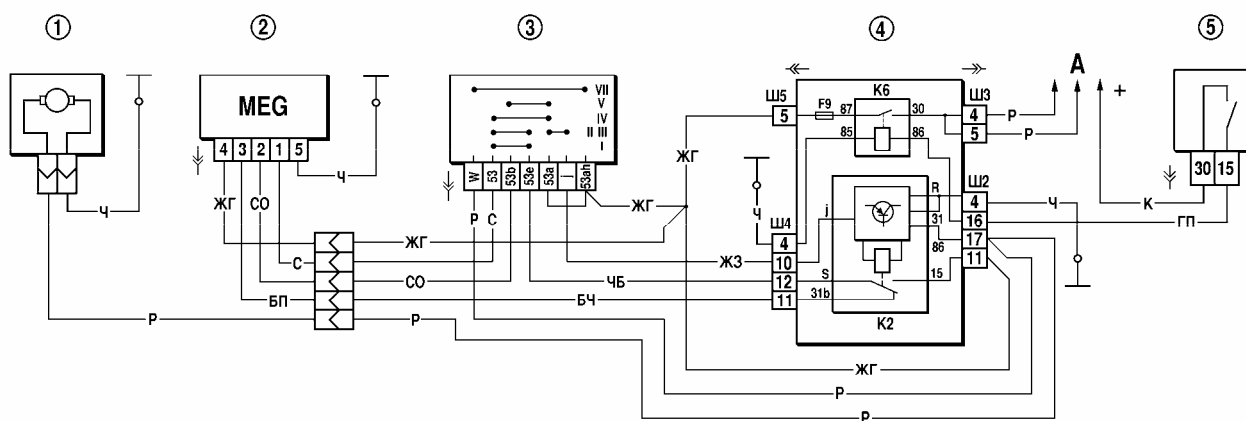 1 2 3 4 5
MEG
4 3 2 1 5
VII
V
IV
II III
I
W 53 53b 53e 53a j 53ah
Ш5
5
F9 87 K6 30
85 86
Ш3
4
5
Р
Р
А
+
30 15
Ч
Ч
ЖГ СО
Р С
ЖГ
ЖГ
Ч
Ш4
4
10
12
11
j
R
31
86
S
15
31b
K2
Ш2
4
16
17
11
Ч
К
ГП
ЖГ
С
СО
ЖЗ
ЧБ
БП
БЧ
Р
Р
ЖГ
Р
Р